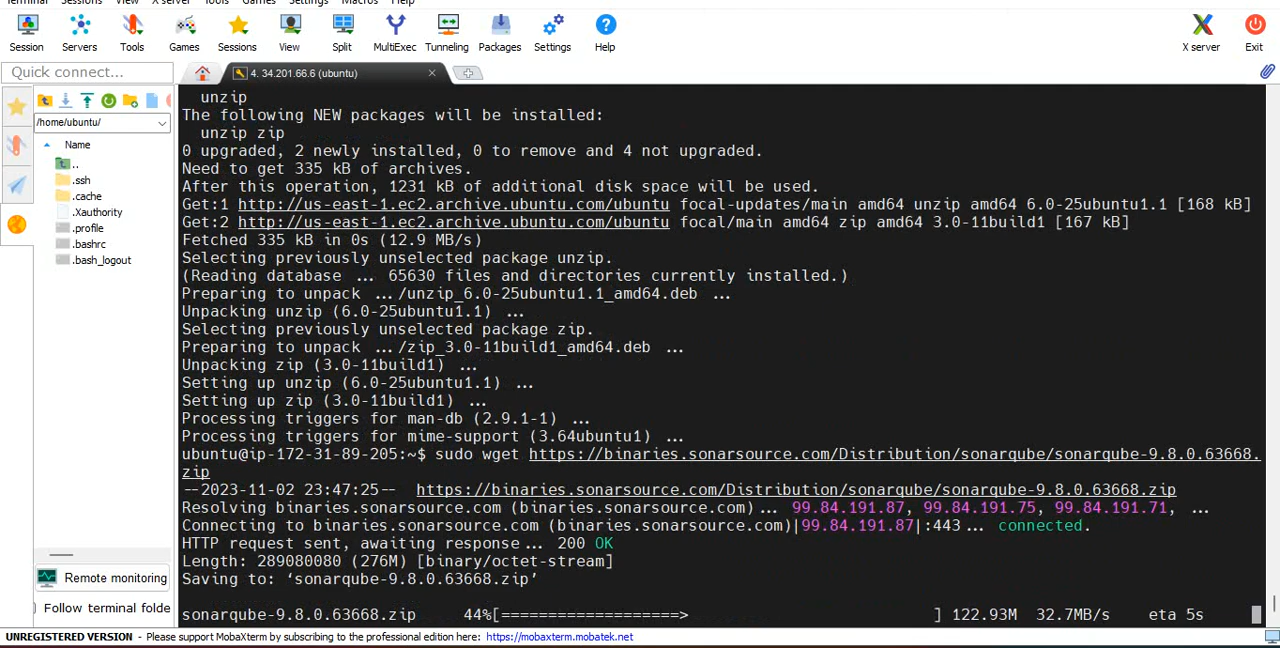 Terminal Sessions View X server Tools Games Settings Macros Help
Session Servers Tools Games Sessions View Split MultiExec Tunneling Packages Settings Help X server Exit
Quick connect...
4. 34.201.66.6 (ubuntu)
/home/ubuntu/
Name
..
.ssh
.cache
.Xauthority
.profile
.bashrc
.bash_logout
Remote monitoring
Follow terminal folde
unzip
The following NEW packages will be installed:
unzip zip
0 upgraded, 2 newly installed, 0 to remove and 4 not upgraded.
Need to get 335 kB of archives.
After this operation, 1231 kB of additional disk space will be used.
Get:1 http://us-east-1.ec2.archive.ubuntu.com/ubuntu focal-updates/main amd64 unzip amd64 6.0-25ubuntu1.1 [168 kB]
Get:2 http://us-east-1.ec2.archive.ubuntu.com/ubuntu focal/main amd64 zip amd64 3.0-11build1 [167 kB]
Fetched 335 kB in 0s (12.9 MB/s)
Selecting previously unselected package unzip.
(Reading database ... 65630 files and directories currently installed.)
Preparing to unpack .../unzip_6.0-25ubuntu1.1_amd64.deb ...
Unpacking unzip (6.0-25ubuntu1.1) ...
Selecting previously unselected package zip.
Preparing to unpack .../zip_3.0-11build1_amd64.deb ...
Unpacking zip (3.0-11build1) ...
Setting up unzip (6.0-25ubuntu1.1) ...
Setting up zip (3.0-11build1) ...
Processing triggers for man-db (2.9.1-1) ...
Processing triggers for mime-support (3.64ubuntu1) ...
ubuntu@ip-172-31-89-205:~$ sudo wget https://binaries.sonarsource.com/Distribution/sonarqube/sonarqube-9.8.0.63668.
zip
--2023-11-02 23:47:25-- https://binaries.sonarsource.com/Distribution/sonarqube/sonarqube-9.8.0.63668.zip
Resolving binaries.sonarsource.com (binaries.sonarsource.com)... 99.84.191.87, 99.84.191.75, 99.84.191.71, ...
Connecting to binaries.sonarsource.com (binaries.sonarsource.com)|99.84.191.87|:443... connected.
HTTP request sent, awaiting response... 200 OK
Length: 289080080 (276M) [binary/octet-stream]
Saving to: ‘sonarqube-9.8.0.63668.zip’
sonarqube-9.8.0.63668.zip 44%[===================> ] 122.93M 32.7MB/s eta 5s
UNREGISTERED VERSION - Please support MobaXterm by subscribing to the professional edition here: https://mobaxterm.mobatek.net